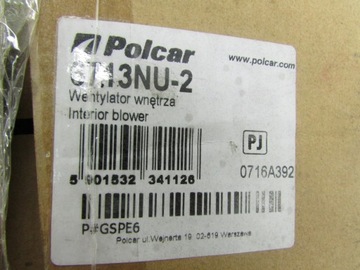 Polcar
www.polcar.com
6713NU-2
Wentylator wnętrza
Interior blower
PJ
0716A392
5 901532 341126
P#GSPE6
Polcar ul.Wejnerta 19 02-619 Warszawa